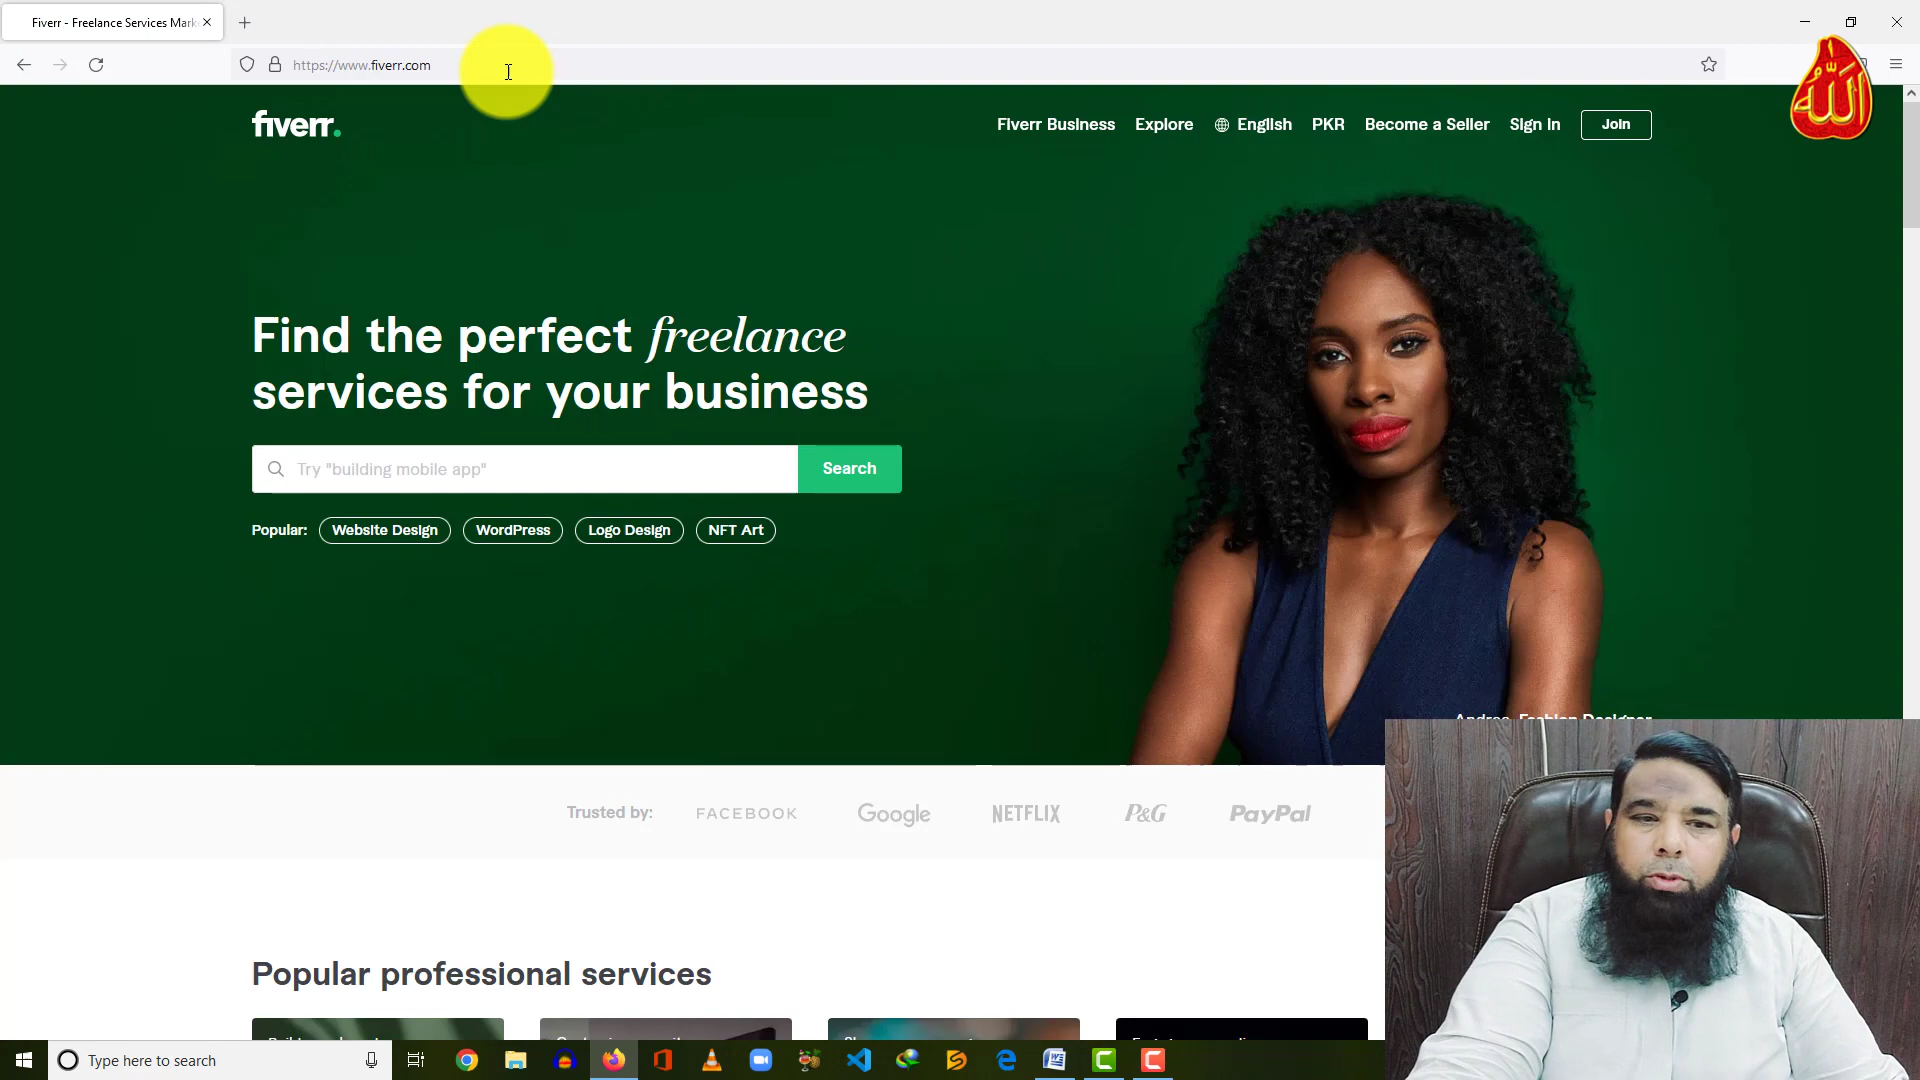 Fiverr - Freelance Services Mark
https://www.fiverr.com
الله
fiverr.
Fiverr Business Explore English PKR Become a Seller Sign in Join
Find the perfect freelance
services for your business
Try "building mobile app"
Search
Popular: Website Design WordPress Logo Design NFT Art
Andrea, Fashion Designer
Trusted by: FACEBOOK Google NETFLIX P&G PayPal
Popular professional services
Type here to search